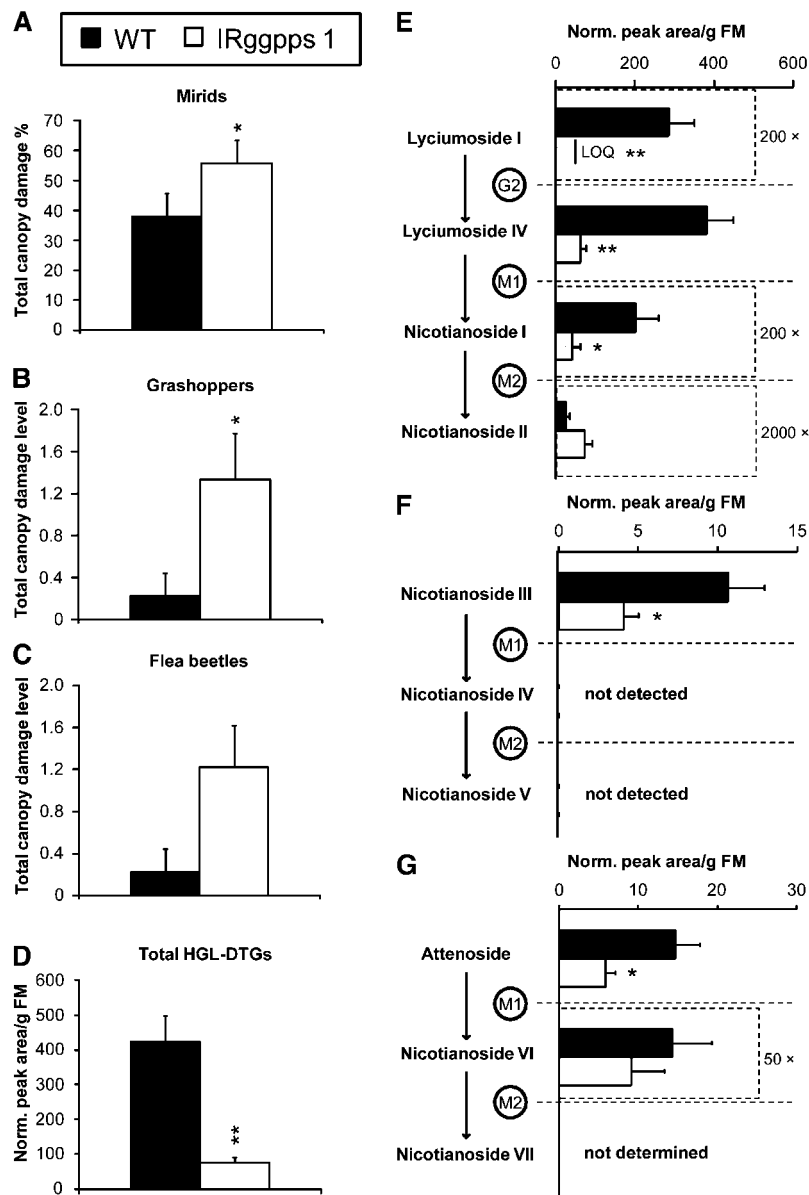 A
WT IRggpps 1
Mirids
Total canopy damage %
70
60
50
40
30
20
10
0
*
B
Grashoppers
Total canopy damage level
2.0
1.6
1.2
0.8
0.4
0
*
C
Flea beetles
Total canopy damage level
2.0
1.6
1.2
0.8
0.4
0
D
Total HGL-DTGs
Norm. peak area/g FM
600
500
400
300
200
100
0
**
E
Norm. peak area/g FM
0 200 400 600
Lyciumoside I
LOQ **
200 ×
G2
Lyciumoside IV
**
M1
Nicotianoside I
*
200 ×
M2
Nicotianoside II
2000 ×
F
Norm. peak area/g FM
0 5 10 15
Nicotianoside III
*
M1
Nicotianoside IV not detected
M2
Nicotianoside V not detected
G
Norm. peak area/g FM
0 10 20 30
Attenoside
*
M1
Nicotianoside VI
50 ×
M2
Nicotianoside VII not determined